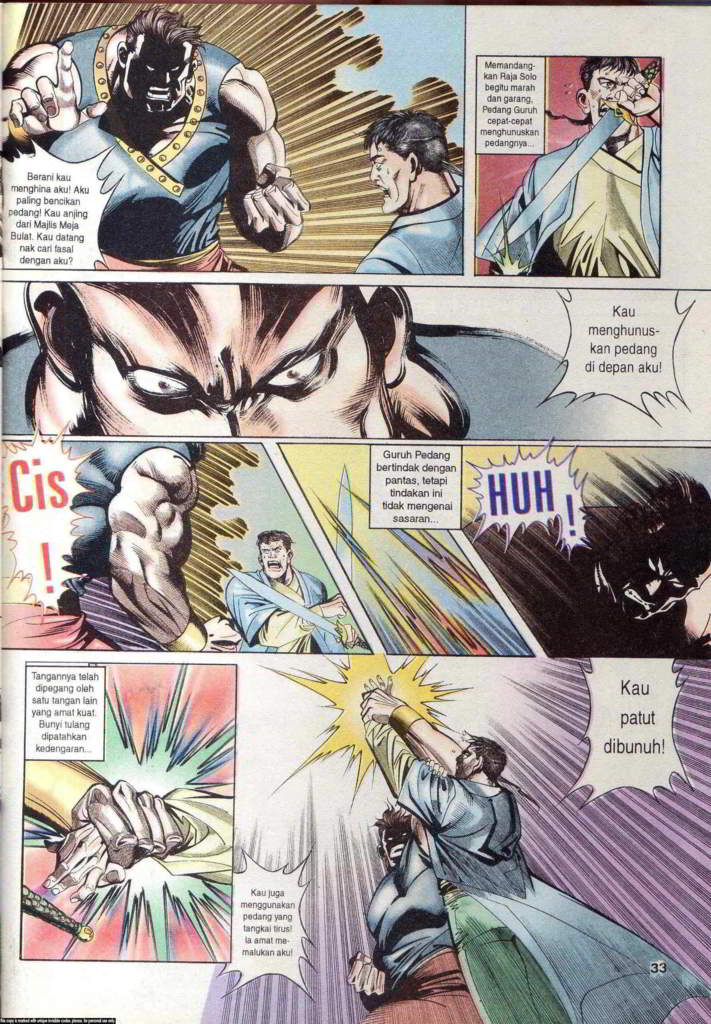 Berani kau
menghina aku! Aku
paling bencikan
pedang! Kau anjing
dari Majlis Meja
Bulat. Kau datang
nak cari fasal
dengan aku?
Memandang-
kan Raja Solo
begitu marah
dan garang,
Pedang Guruh
cepat-cepat
menghunuskan
pedangnya...
Kau
menghunus-
kan pedang
di depan aku!
Cis
!
Guruh Pedang
bertindak dengan
pantas, tetapi
tindakan ini
tidak mengenai
sasaran...
HUH
!
Tangannya telah
dipegang oleh
satu tangan lain
yang amat kuat.
Bunyi tulang
dipatahkan
kedengaran...
Kau
patut
dibunuh!
Kau juga
menggunakan
pedang yang
tangkai tirus!
Ia amat me-
malukan aku!
33